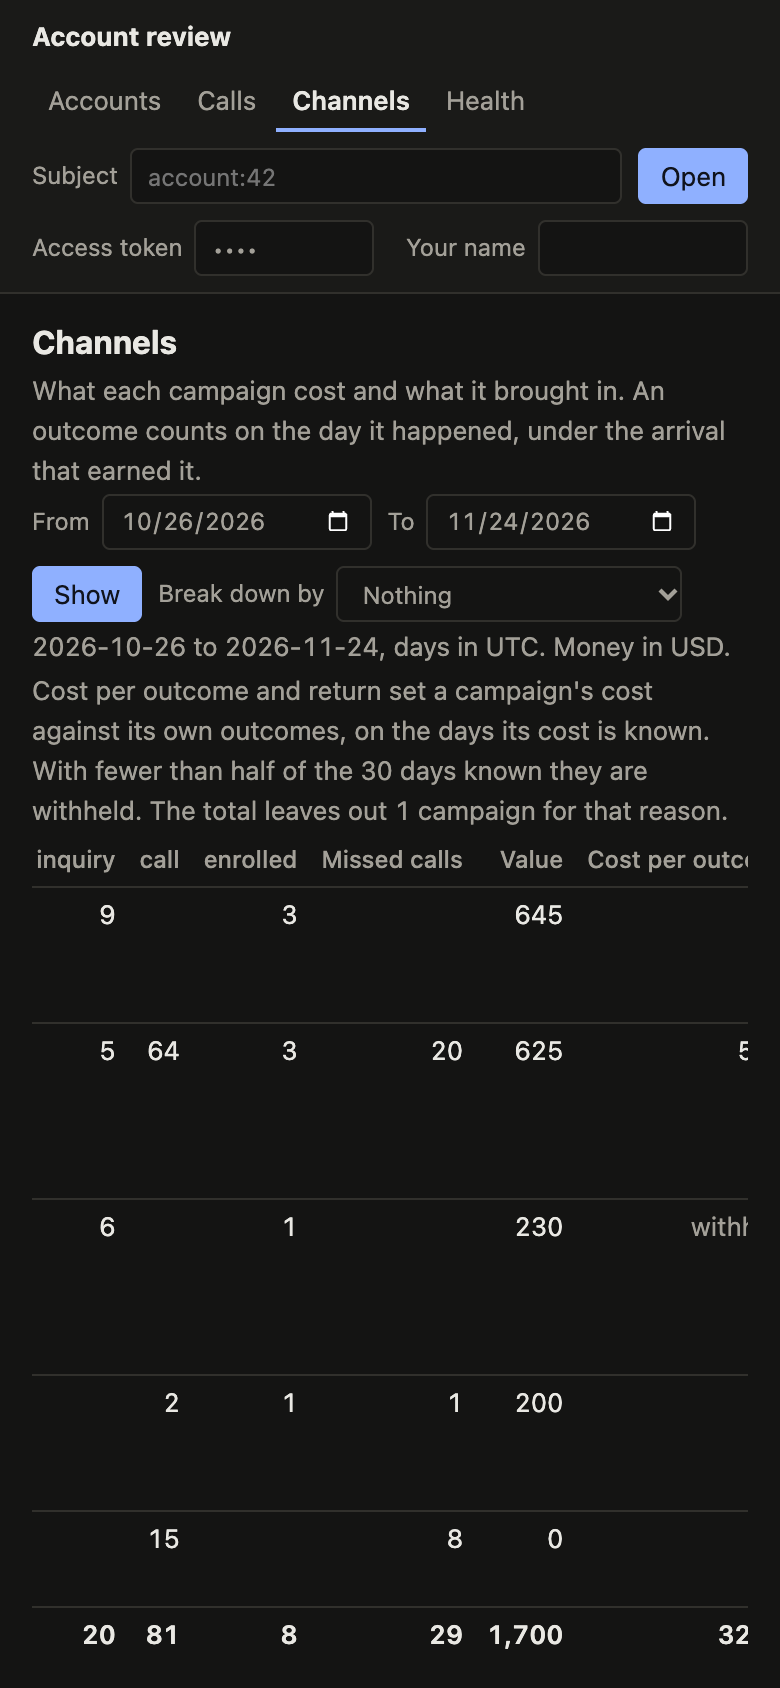 Account review
Accounts Calls Channels Health
Subject account:42 Open
Access token •••• Your name
Channels
What each campaign cost and what it brought in. An
outcome counts on the day it happened, under the arrival
that earned it.
From 10/26/2026 To 11/24/2026
Show Break down by Nothing
2026-10-26 to 2026-11-24, days in UTC. Money in USD.
Cost per outcome and return set a campaign's cost
against its own outcomes, on the days its cost is known.
With fewer than half of the 30 days known they are
withheld. The total leaves out 1 campaign for that reason.
inquiry call enrolled Missed calls Value Cost per
9 3 645
5 64 3 20 625
6 1 230
2 1 1 200
15 8 0
20 81 8 29 1,700